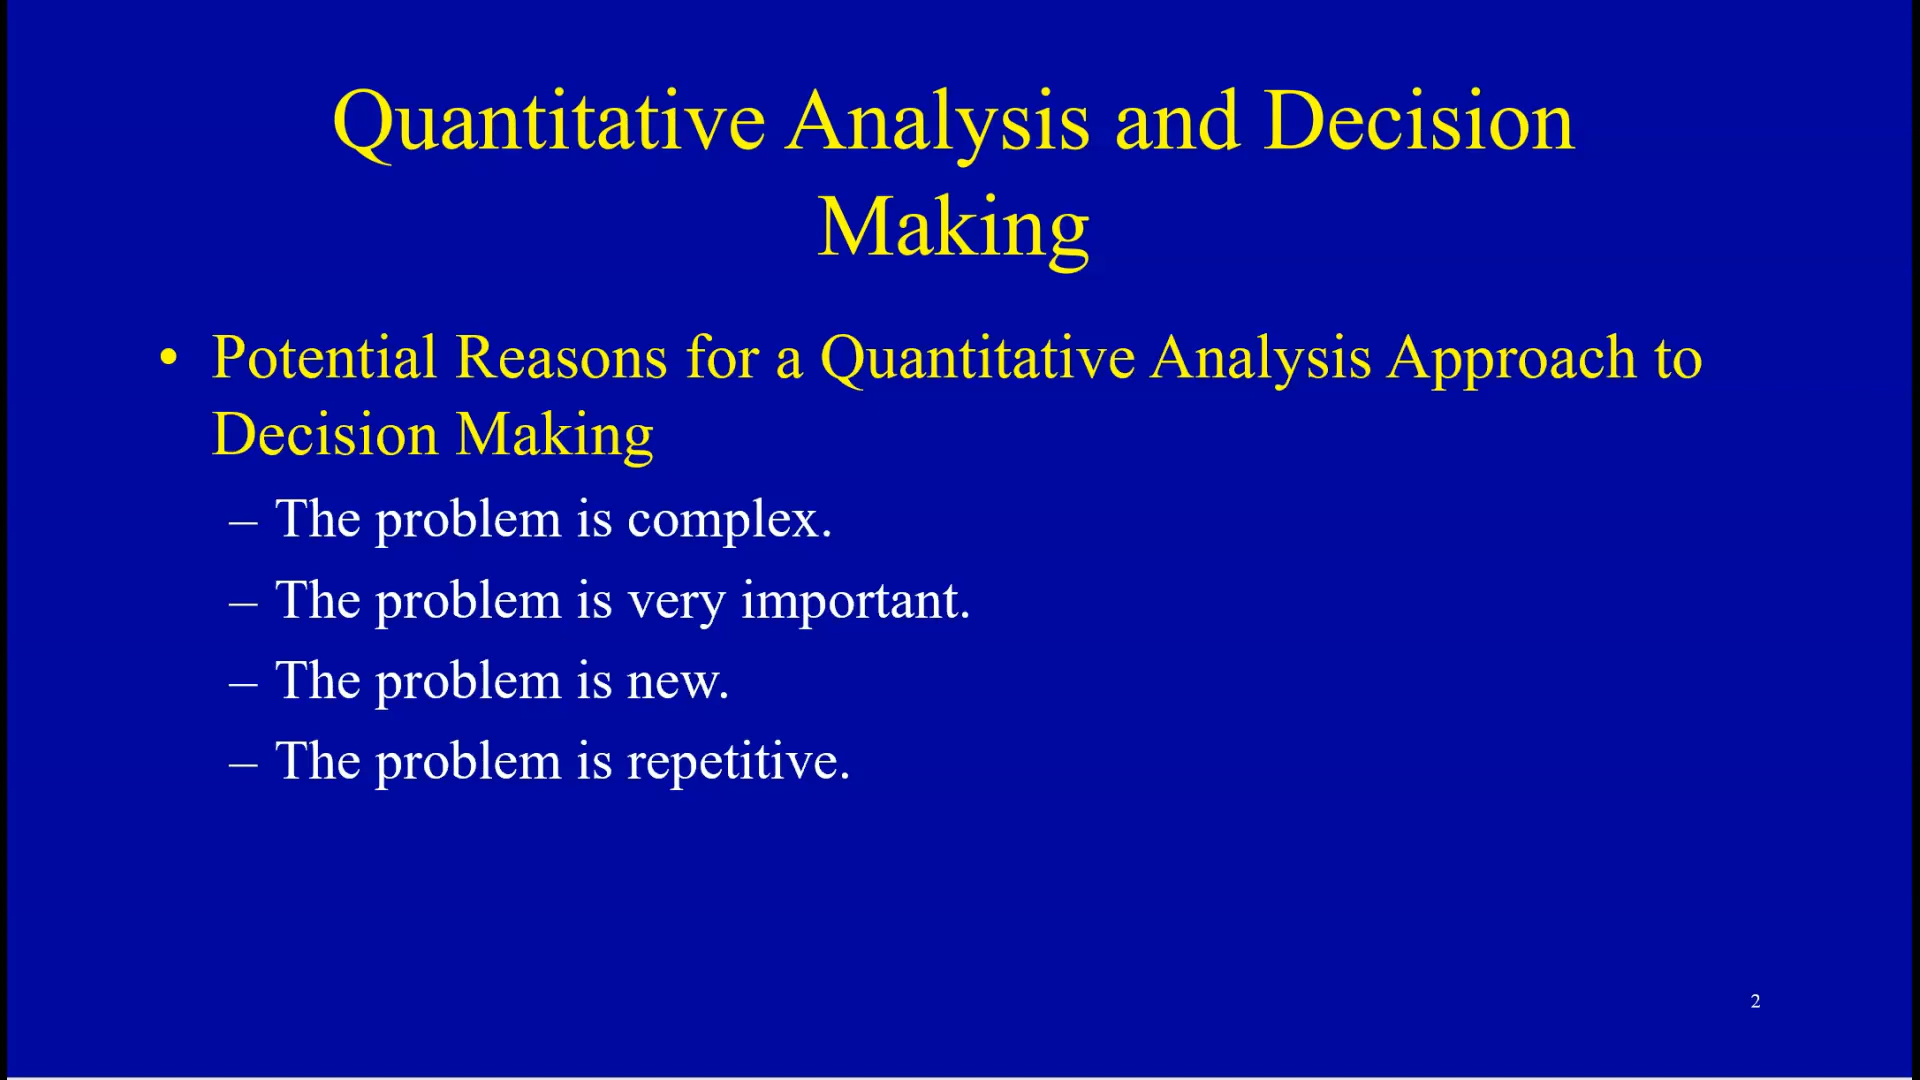 Quantitative Analysis and Decision
Making
• Potential Reasons for a Quantitative Analysis Approach to
Decision Making
– The problem is complex.
– The problem is very important.
– The problem is new.
– The problem is repetitive.
2